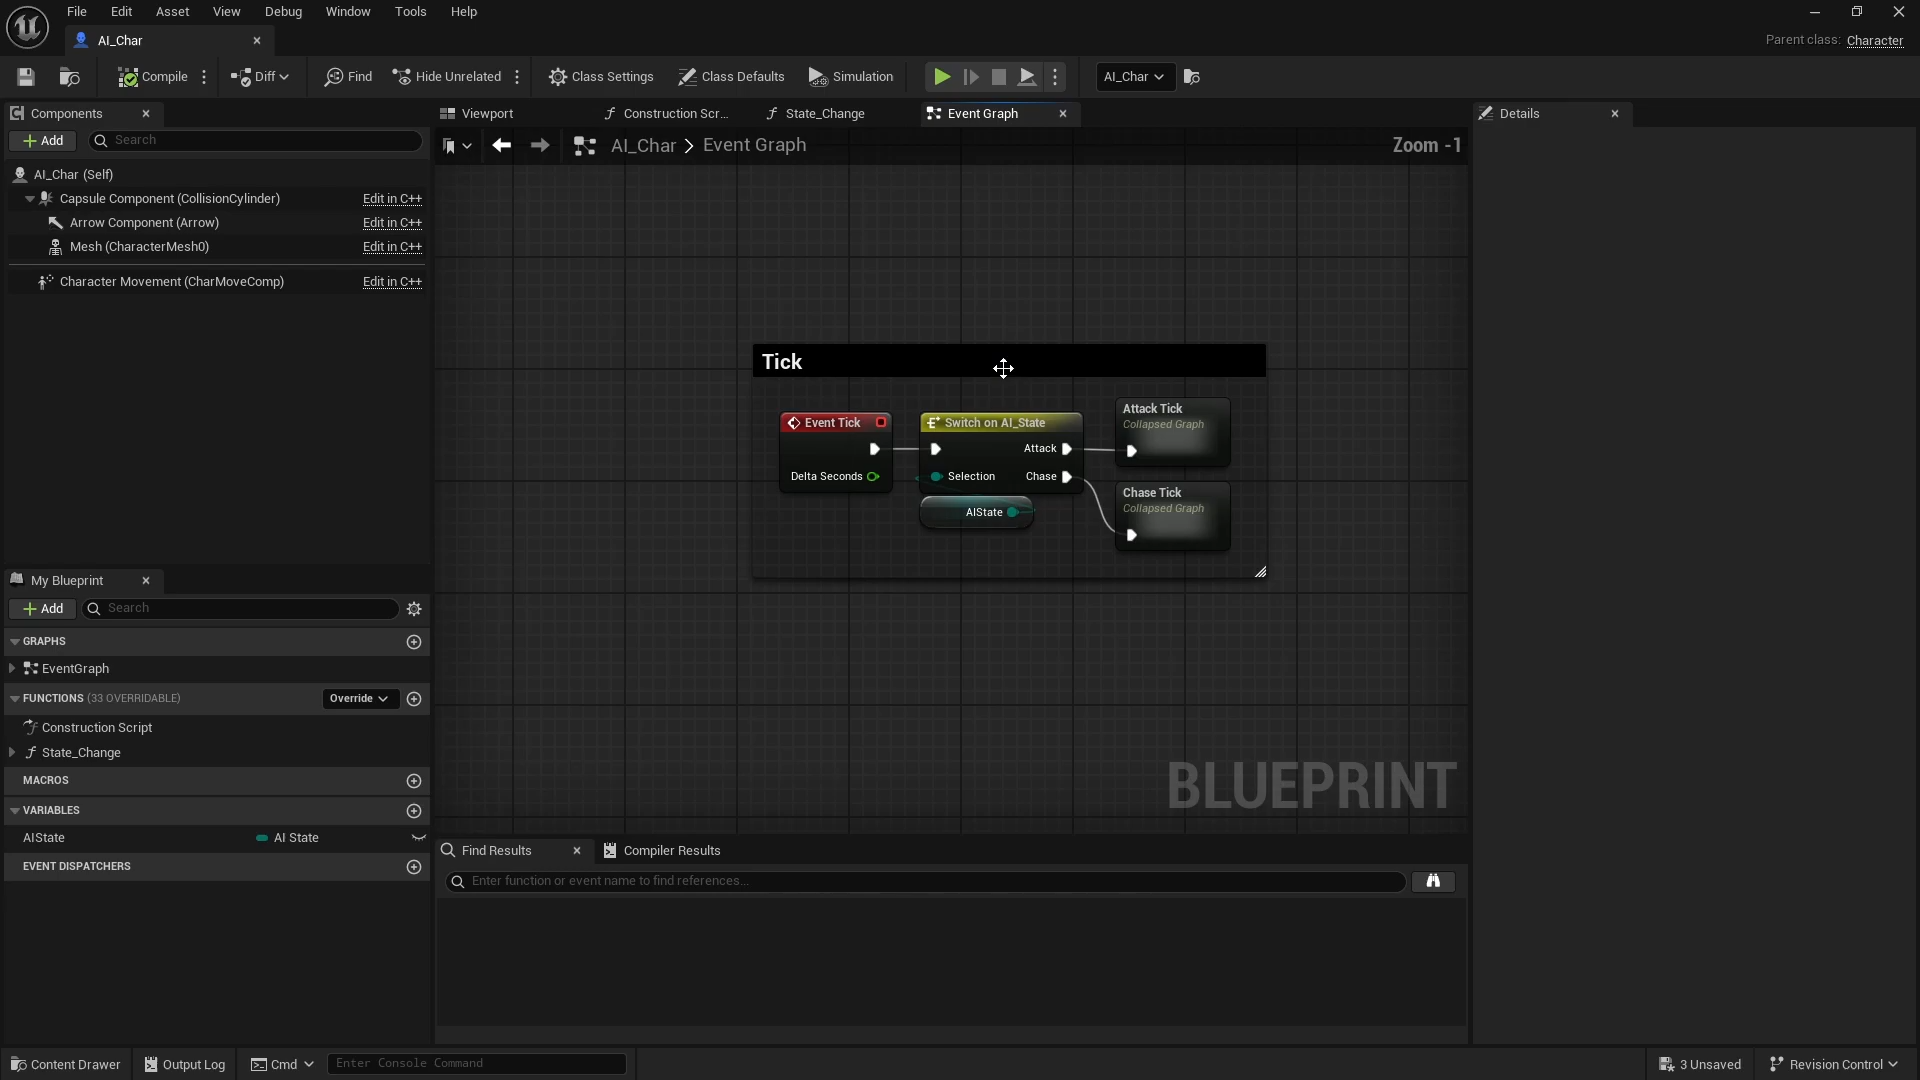 File Edit Asset View Debug Window Tools Help
AI_Char
Parent class: Character
Compile Diff Find Hide Unrelated Class Settings Class Defaults Simulation AI_Char
Components
Add Search
AI_Char (Self)
Capsule Component (CollisionCylinder) Edit in C++
Arrow Component (Arrow) Edit in C++
Mesh (CharacterMesh0) Edit in C++
Character Movement (CharMoveComp) Edit in C++
My Blueprint
Add Search
GRAPHS
EventGraph
FUNCTIONS (33 OVERRIDABLE) Override
Construction Script
State_Change
MACROS
VARIABLES
AIState AI State
EVENT DISPATCHERS
Viewport Construction Scr... State_Change Event Graph
AI_Char > Event Graph Zoom -1
Tick
Event Tick
Delta Seconds
Switch on AI_State
Attack
Selection Chase
AIState
Attack Tick
Collapsed Graph
Chase Tick
Collapsed Graph
BLUEPRINT
Find Results Compiler Results
Enter function or event name to find references...
Details
Content Drawer Output Log Cmd Enter Console Command 3 Unsaved Revision Control